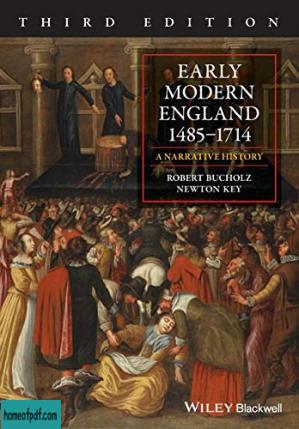 THIRD EDITION
EARLY
MODERN
ENGLAND
1485–1714
A NARRATIVE HISTORY
ROBERT BUCHOLZ
NEWTON KEY
WILEY Blackwell
homeofpdf.com